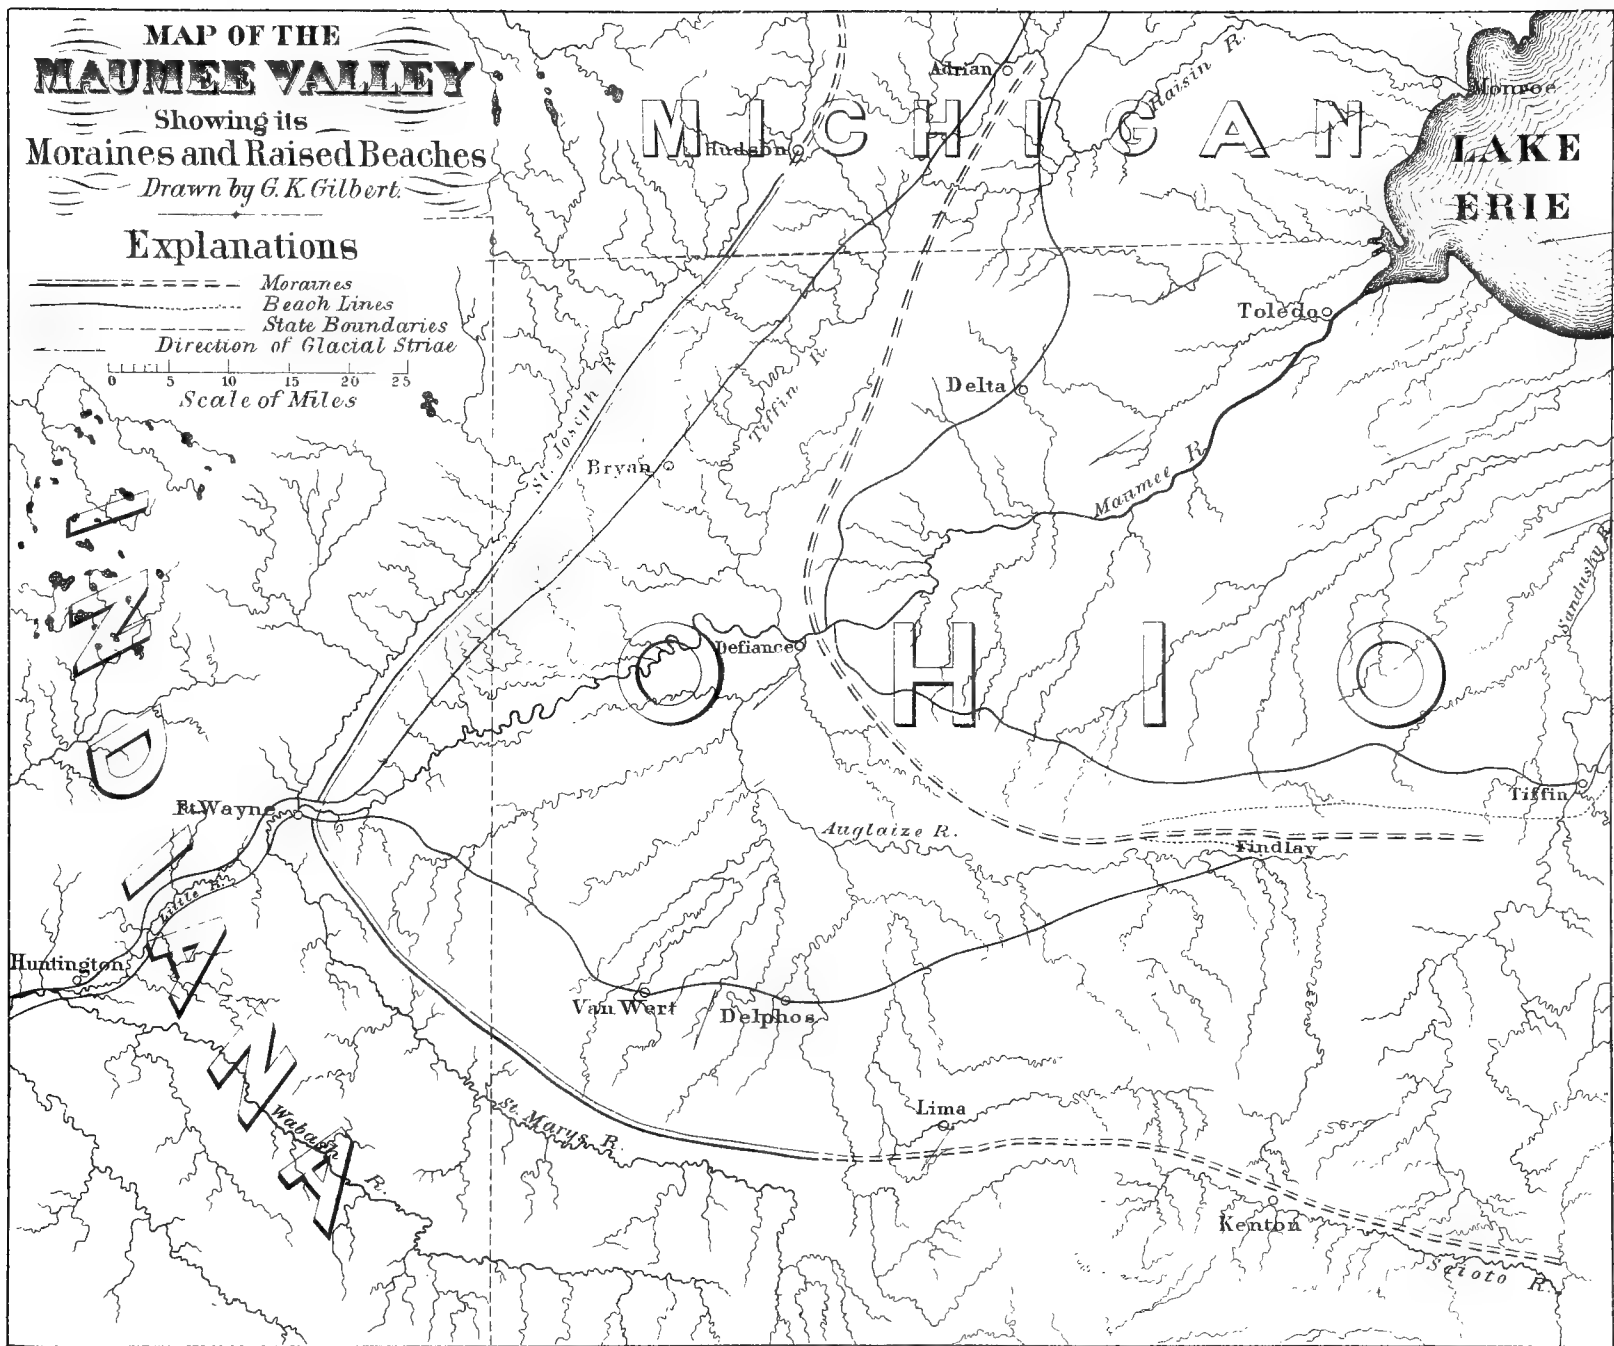 MAP OF THE
MAUMEE VALLEY
Showing its
Moraines and Raised Beaches
Drawn by G. K. Gilbert.
Explanations
Moraines
Beach Lines
State Boundaries
Direction of Glacial Striae
0 5 10 15 20 25
Scale of Miles
MICHIGAN
Adrian
Raisin R.
Monroe
Hudson
LAKE
ERIE
Toledo
St. Joseph R
Tiffin R.
Delta
Bryan
Maumee R.
Sandusky R.
INDIANA
OHIO
Defiance
Tiffin
Ft. Wayne
Auglaize R.
Findlay
Little R.
Huntington
Van Wert
Delphos
Lima
St. Marys R.
Wabash R.
Kenton
Scioto R.